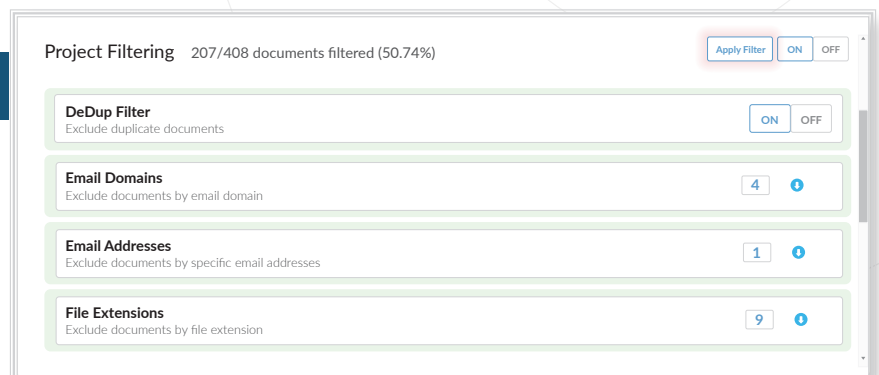 Project Filtering 207/408 documents filtered (50.74%) Apply Filter ON OFF
DeDup Filter
Exclude duplicate documents
ON OFF
Email Domains
Exclude documents by email domain
4
Email Addresses
Exclude documents by specific email addresses
1
File Extensions
Exclude documents by file extension
9